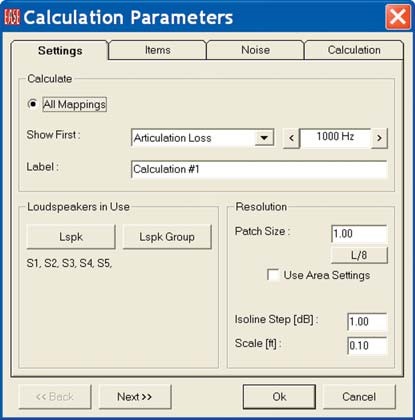 EASE Calculation Parameters
Settings Items Noise Calculation
Calculate
All Mappings
Show First : Articulation Loss < 1000 Hz >
Label : Calculation #1
Loudspeakers in Use
Lspk Lspk Group
S1, S2, S3, S4, S5,
Resolution
Patch Size : 1.00
L/8
Use Area Settings
Isoline Step [dB] : 1.00
Scale [ft] : 0.10
<< Back Next>> Ok Cancel